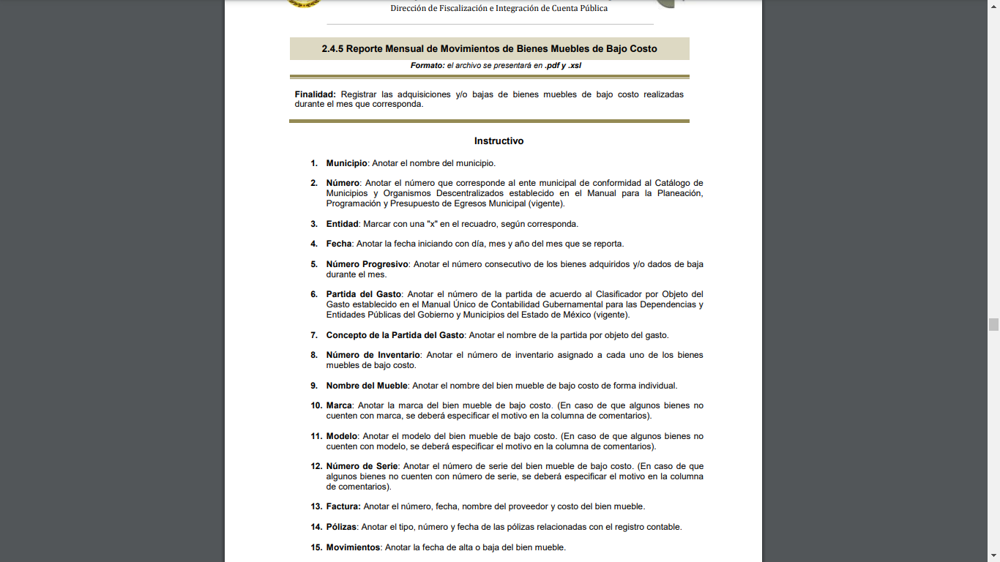 Dirección de Fiscalización e Integración de Cuenta Pública
2.4.5 Reporte Mensual de Movimientos de Bienes Muebles de Bajo Costo
Formato: el archivo se presentará en .pdf y .xsl
Finalidad: Registrar las adquisiciones y/o bajas de bienes muebles de bajo costo realizadas
durante el mes que corresponda.
Instructivo
1. Municipio: Anotar el nombre del municipio.
2. Número: Anotar el número que corresponde al ente municipal de conformidad al Catálogo de
Municipios y Organismos Descentralizados establecido en el Manual para la Planeación,
Programación y Presupuesto de Egresos Municipal (vigente).
3. Entidad: Marcar con una "x" en el recuadro, según corresponda.
4. Fecha: Anotar la fecha iniciando con día, mes y año del mes que se reporta.
5. Número Progresivo: Anotar el número consecutivo de los bienes adquiridos y/o dados de baja
durante el mes.
6. Partida del Gasto: Anotar el número de la partida de acuerdo al Clasificador por Objeto del
Gasto establecido en el Manual Único de Contabilidad Gubernamental para las Dependencias y
Entidades Públicas del Gobierno y Municipios del Estado de México (vigente).
7. Concepto de la Partida del Gasto: Anotar el nombre de la partida por objeto del gasto.
8. Número de Inventario: Anotar el número de inventario asignado a cada uno de los bienes
muebles de bajo costo.
9. Nombre del Mueble: Anotar el nombre del bien mueble de bajo costo de forma individual.
10. Marca: Anotar la marca del bien mueble de bajo costo. (En caso de que algunos bienes no
cuenten con marca, se deberá especificar el motivo en la columna de comentarios).
11. Modelo: Anotar el modelo del bien mueble de bajo costo. (En caso de que algunos bienes no
cuenten con modelo, se deberá especificar el motivo en la columna de comentarios).
12. Número de Serie: Anotar el número de serie del bien mueble de bajo costo. (En caso de que
algunos bienes no cuenten con número de serie, se deberá especificar el motivo en la columna
de comentarios).
13. Factura: Anotar el número, fecha, nombre del proveedor y costo del bien mueble.
14. Pólizas: Anotar el tipo, número y fecha de las pólizas relacionadas con el registro contable.
15. Movimientos: Anotar la fecha de alta o baja del bien mueble.